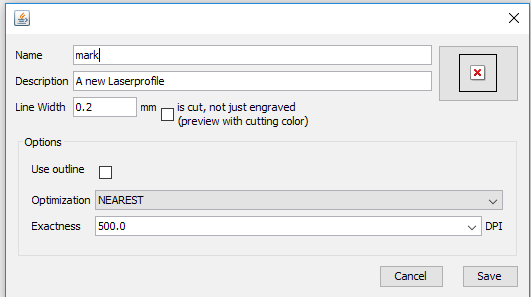 Name mark
Description A new Laserprofile
Line Width 0.2 mm is cut, not just engraved
(preview with cutting color)
Options
Use outline
Optimization NEAREST
Exactness 500.0 DPI
Cancel Save